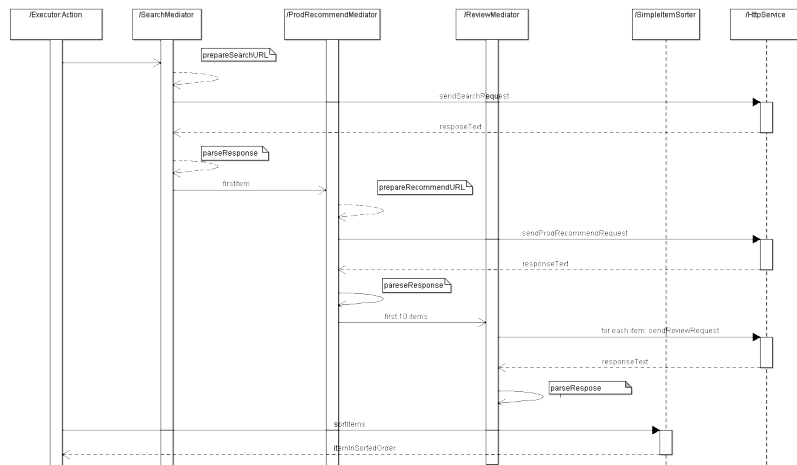 /ExecutorAction
/SearchMediator
/ProdRecommendMediator
/ReviewMediator
/SimpleItemSorter
/HttpService
prepareSearchURL
sendSearchRequest
resposeText
parseResponse
firstItem
prepareRecommendURL
sendProdRecommendRequest
responseText
pareseResponse
first 10 items
for each item: sendReviewRequest
responseText
parseRespose
sortItems
itemInSortedOrder